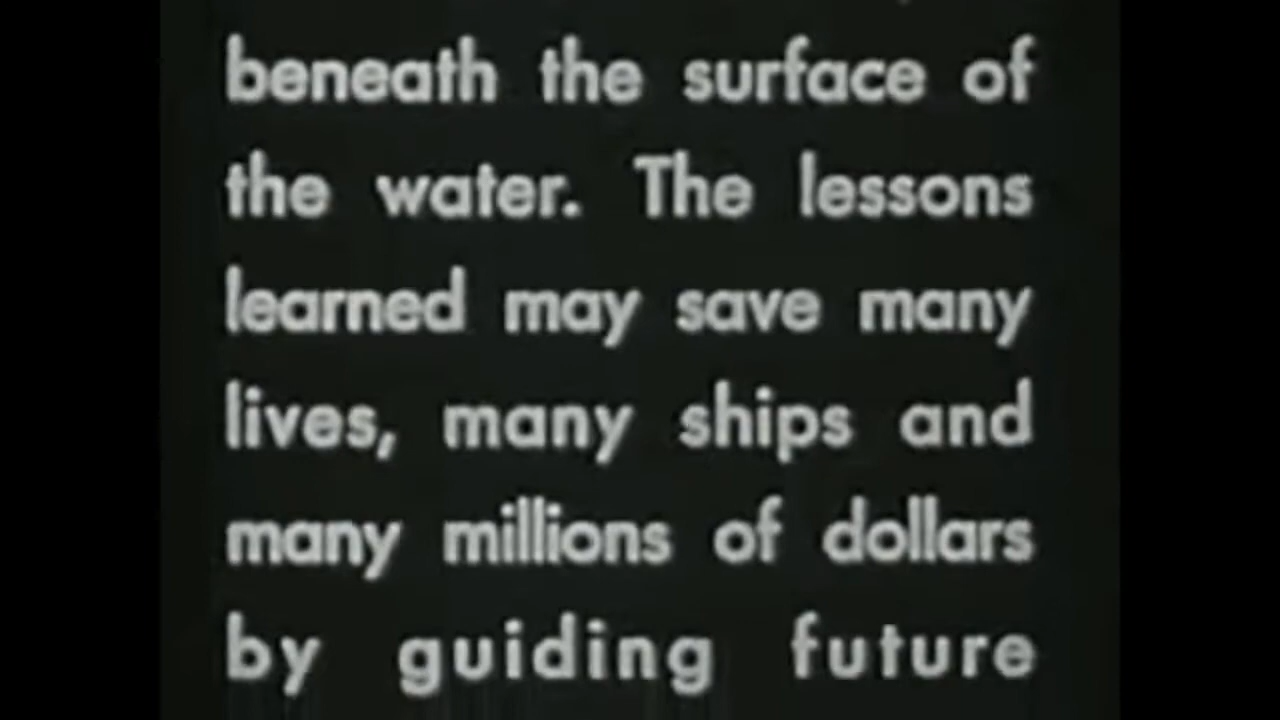 beneath the surface of
the water. The lessons
learned may save many
lives, many ships and
many millions of dollars
by guiding future